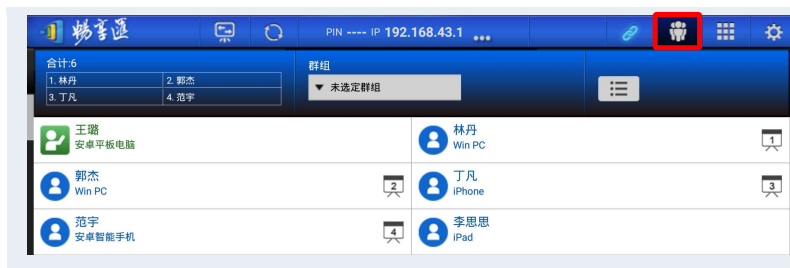 畅享汇
PIN ---- IP 192.168.43.1 ...
合计:6
1. 林丹 2. 郭杰
3. 丁凡 4. 范宇
群组
▼ 未选定群组
王璐
安卓平板电脑
林丹
Win PC
1
郭杰
Win PC
2
丁凡
iPhone
3
范宇
安卓智能手机
4
李思思
iPad